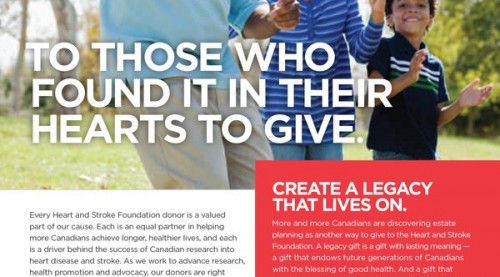 TO THOSE WHO
FOUND IT IN THEIR
HEARTS TO GIVE.
Every Heart and Stroke Foundation donor is a valued
part of our cause. Each is an equal partner in helping
more Canadians achieve longer, healthier lives, and each
is a driver behind the success of Canadian research into
heart disease and stroke. As we work to advance research,
health promotion and advocacy, our donors are right
CREATE A LEGACY
THAT LIVES ON.
More and more Canadians are discovering estate
planning as another way to give to the Heart and Stroke
Foundation. A legacy gift is a gift with lasting meaning —
a gift that endows future generations of Canadians
with the blessing of good health. And a gift that